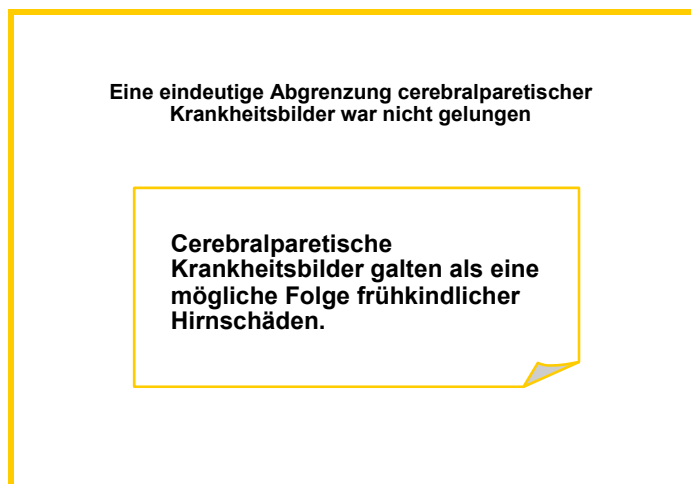 Eine eindeutige Abgrenzung cerebralparetischer
Krankheitsbilder war nicht gelungen
Cerebralparetische
Krankheitsbilder galten als eine
mögliche Folge frühkindlicher
Hirnschäden.